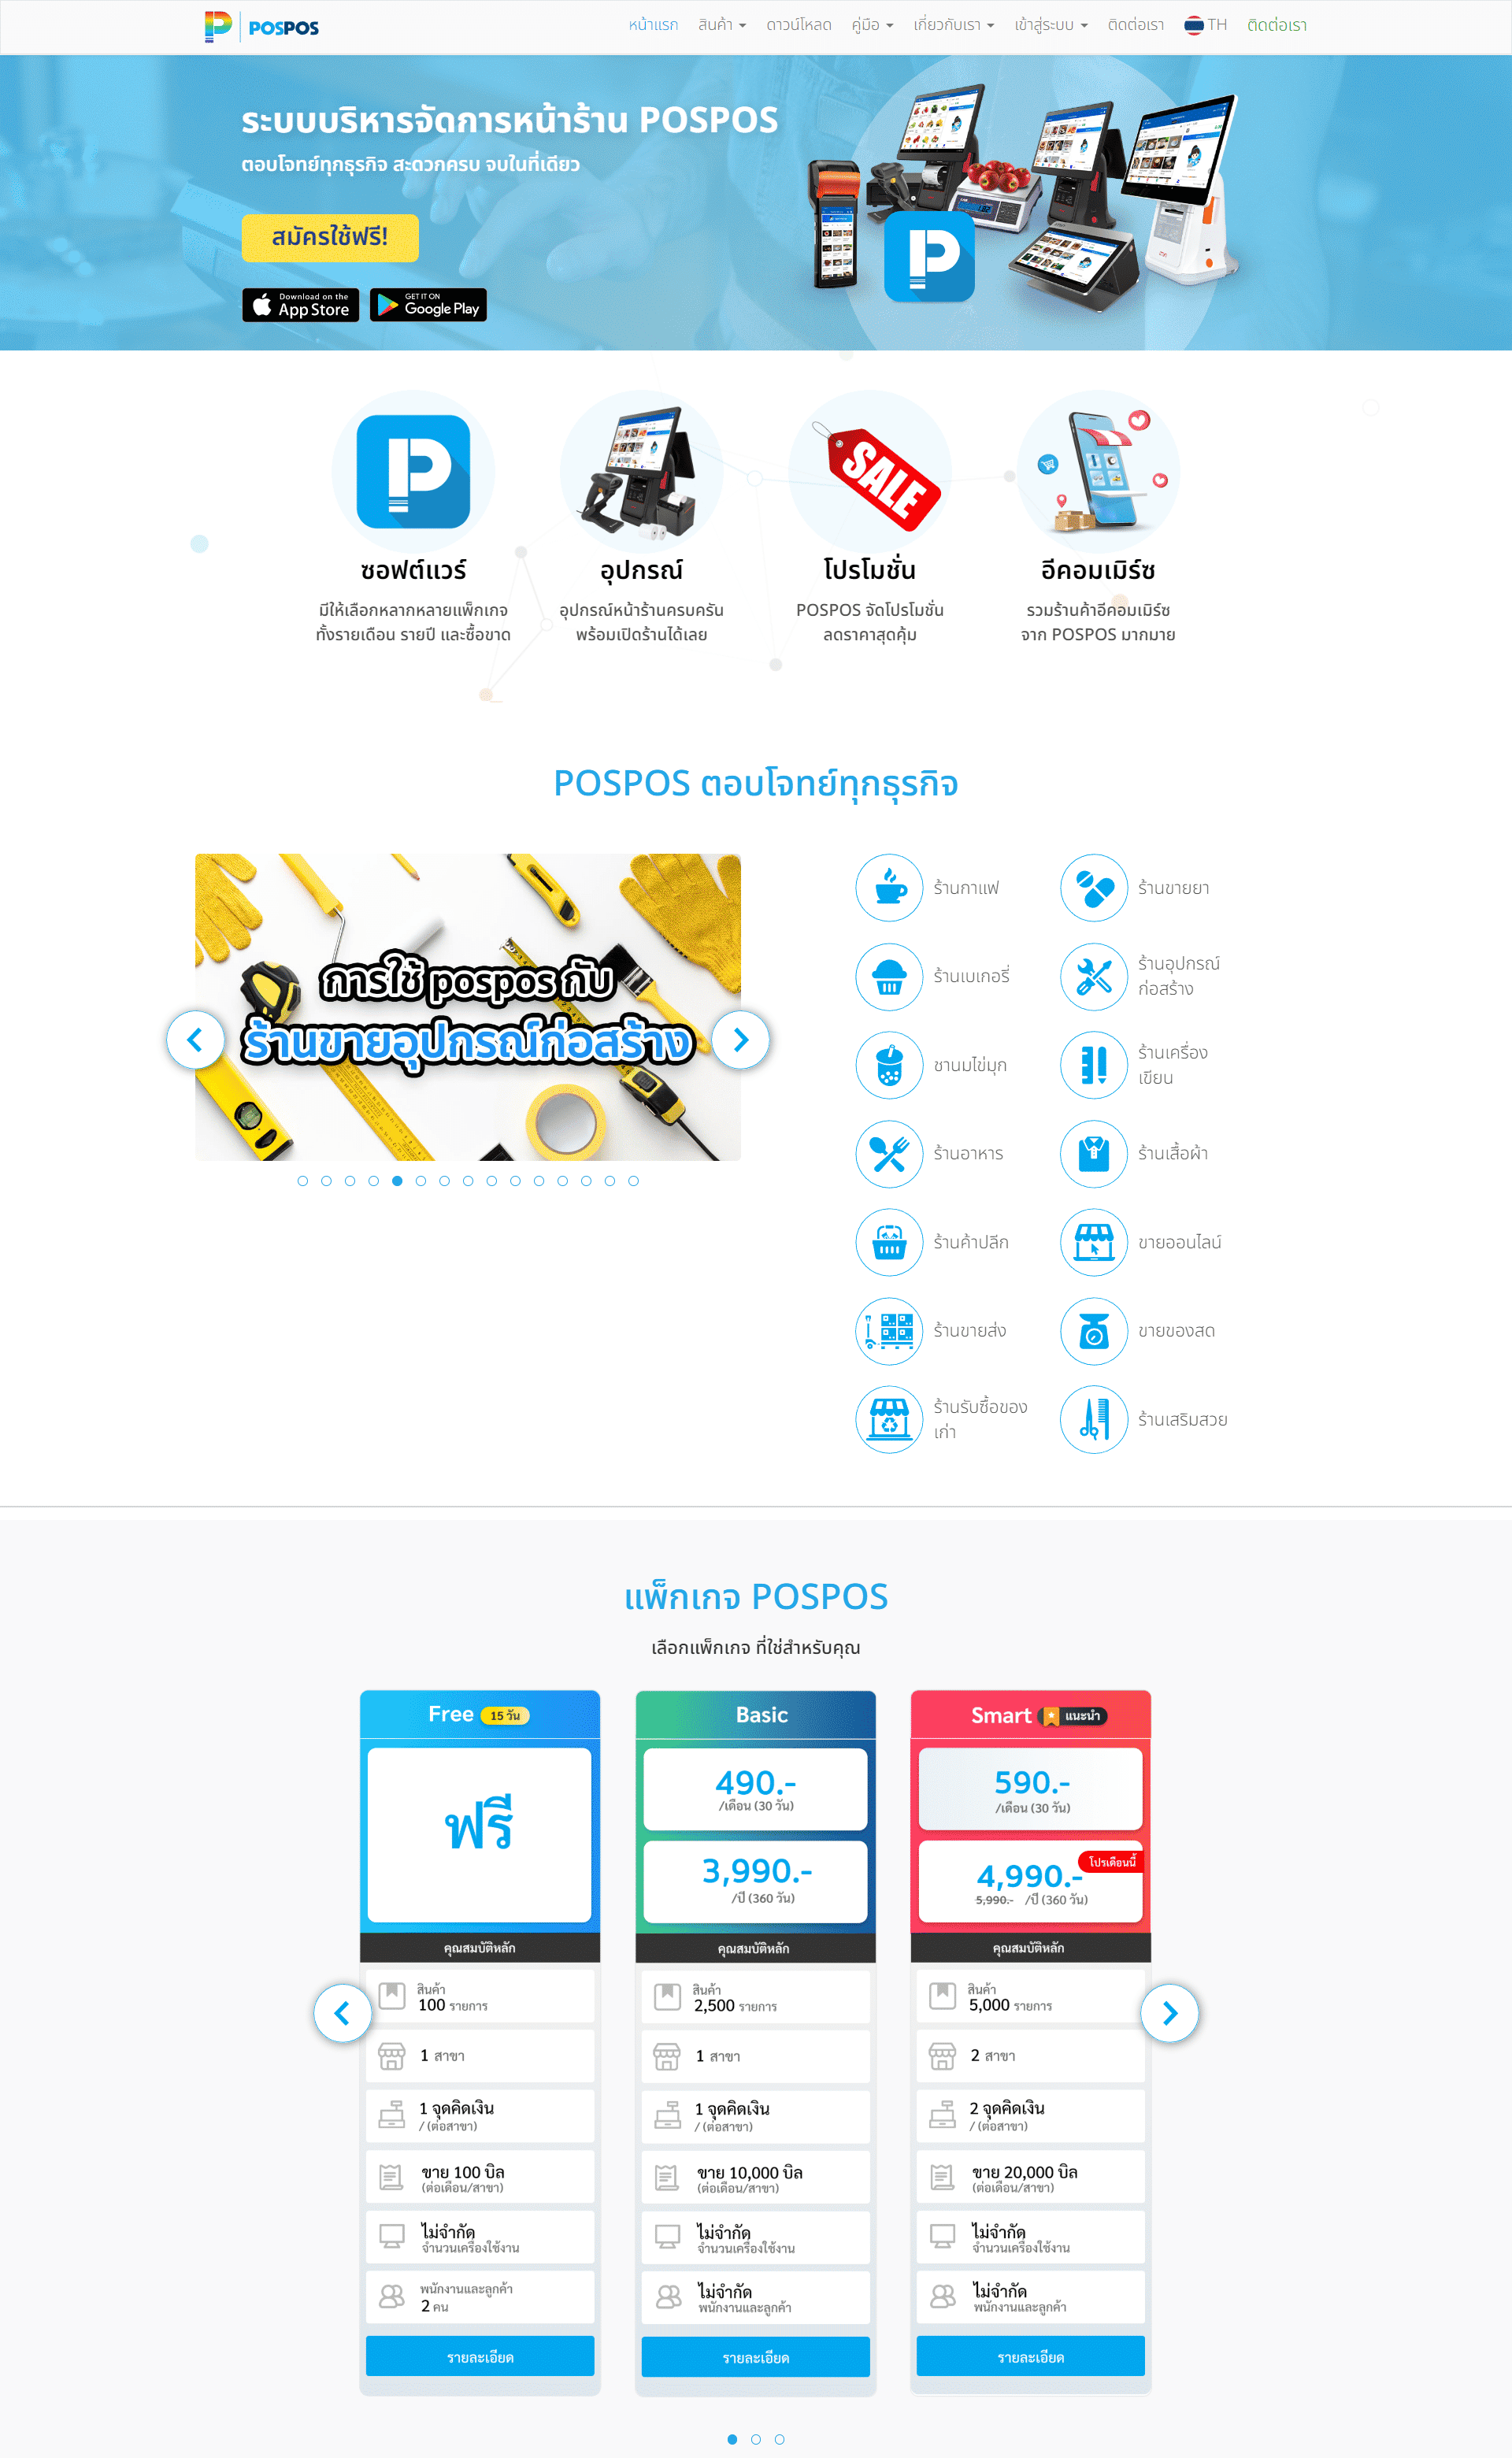 P POSPOS
หน้าแรก สินค้า ดาวน์โหลด คู่มือ เกี่ยวกับเรา เข้าสู่ระบบ ติดต่อเรา TH ติดต่อเรา
ระบบบริหารจัดการหน้าร้าน POSPOS
ตอบโจทย์ทุกธุรกิจ สะดวกครบ จบในที่เดียว
สมัครใช้ฟรี!
Download on the
App Store
GET IT ON
Google Play
SALE
ซอฟต์แวร์
มีให้เลือกหลากหลายแพ็กเกจ
ทั้งรายเดือน รายปี และซื้อขาด
อุปกรณ์
อุปกรณ์หน้าร้านครบครัน
พร้อมเปิดร้านได้เลย
โปรโมชั่น
POSPOS จัดโปรโมชั่น
ลดราคาสุดคุ้ม
อีคอมเมิร์ซ
รวมร้านค้าอีคอมเมิร์ซ
จาก POSPOS มากมาย
POSPOS ตอบโจทย์ทุกธุรกิจ
การใช้ pospos กับ
ร้านขายอุปกรณ์ก่อสร้าง
ร้านกาแฟ
ร้านขายยา
ร้านเบเกอรี่
ร้านอุปกรณ์
ก่อสร้าง
ชานมไข่มุก
ร้านเครื่อง
เขียน
ร้านอาหาร
ร้านเสื้อผ้า
ร้านค้าปลีก
ขายออนไลน์
ร้านขายส่ง
ขายของสด
ร้านรับซื้อของ
เก่า
ร้านเสริมสวย
แพ็กเกจ POSPOS
เลือกแพ็กเกจ ที่ใช่สำหรับคุณ
Free 15 วัน
ฟรี
คุณสมบัติหลัก
สินค้า
100 รายการ
1 สาขา
1 จุดคิดเงิน
/ (ต่อสาขา)
ขาย 100 บิล
(ต่อเดือน/สาขา)
ไม่จำกัด
จำนวนเครื่องใช้งาน
พนักงานและลูกค้า
2 คน
รายละเอียด
Basic
490.-
/เดือน (30 วัน)
3,990.-
/ปี (360 วัน)
คุณสมบัติหลัก
สินค้า
2,500 รายการ
1 สาขา
1 จุดคิดเงิน
/ (ต่อสาขา)
ขาย 10,000 บิล
(ต่อเดือน/สาขา)
ไม่จำกัด
จำนวนเครื่องใช้งาน
ไม่จำกัด
พนักงานและลูกค้า
รายละเอียด
Smart แนะนำ
590.-
/เดือน (30 วัน)
โปรเดือนนี้
4,990.-
5,990.- /ปี (360 วัน)
คุณสมบัติหลัก
สินค้า
5,000 รายการ
2 สาขา
2 จุดคิดเงิน
/ (ต่อสาขา)
ขาย 20,000 บิล
(ต่อเดือน/สาขา)
ไม่จำกัด
จำนวนเครื่องใช้งาน
ไม่จำกัด
พนักงานและลูกค้า
รายละเอียด